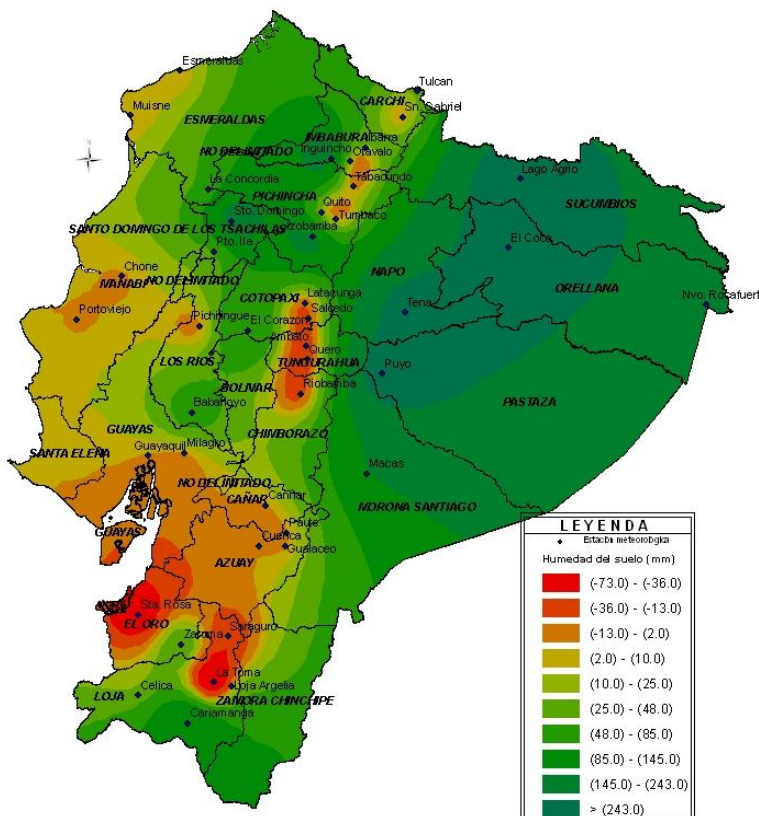 Esmeraldas
Tulcan
CARCHI
Sn. Gabriel
Muisne
ESMERALDAS
IMBABURA
Ibarra
NO DELIMITADO
Inguincho
Otavalo
La Concordia
Tabacundo
Lago Agrio
PICHINCHA
Quito
SUCUMBIOS
Sto. Domingo
Tumbaco
SANTO DOMINGO DE LOS TSACHILAS
Izobamba
El Coca
Pto. Ila
NAPO
Chone
MANABI
NO DELIMITADO
ORELLANA
COTOPAXI
Latacunga
Tena
Nvo. Rocafuert
Portoviejo
Pichilingue
Salcedo
El Corazon
Ambato
Quero
LOS RIOS
TUNGURAHUA
Puyo
BOLIVAR
Riobamba
PASTAZA
Babahoyo
GUAYAS
CHIMBORAZO
SANTA ELENA
Guayaquil
Milagro
Macas
NO DELIMITADO
MORONA SANTIAGO
CAÑAR
Cañnar
GUAYAS
Paute
Cuenca
Gualaceo
AZUAY
Sta. Rosa
EL ORO
Zaruma
Saraguro
La Toma
LOJA
Celica
Loja Argelia
ZAMORA CHINCHIPE
Cariamanga
LEYENDA
Estación meteorológica
Humedad del suelo (mm)
(-73.0) - (-36.0)
(-36.0) - (-13.0)
(-13.0) - (2.0)
(2.0) - (10.0)
(10.0) - (25.0)
(25.0) - (48.0)
(48.0) - (85.0)
(85.0) - (145.0)
(145.0) - (243.0)
> (243.0)